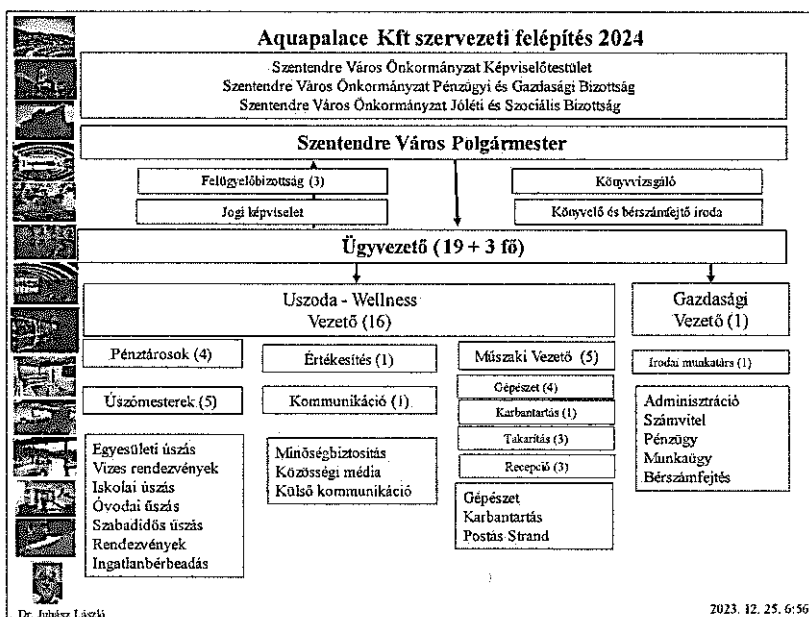 Aquapalace Kft szervezeti felépítés 2024
Szentendre Város Önkormányzat Képviselőtestület
Szentendre Város Önkormányzat Pénzügyi és Gazdasági Bizottság
Szentendre Város Önkormányzat Jóléti és Szociális Bizottság
Szentendre Város Polgármester
Felügyelőbizottság (3)
Könyvvizsgáló
Jogi képviselet
Könyvelő és bérszámfejtő iroda
Ügyvezető (19 + 3 fő)
Uszoda - Wellness
Vezető (16)
Gazdasági
Vezető (1)
Pénztárosok (4)
Úszómesterek (5)
Egyesületi úszás
Vizes rendezvények
Iskolai úszás
Óvodai úszás
Szabadidős úszás
Rendezvények
Ingatlanbérbeadás
Értékesítés (1)
Kommunikáció (1)
Minőségbiztosítás
Közösségi média
Külső kommunikáció
Műszaki Vezető (5)
Gépészet (4)
Karbantartás (1)
Takarítás (3)
Recepció (3)
Gépészet
Karbantartás
Postás Strand
Irodai munkatárs (1)
Adminisztráció
Számvitel
Pénzügy
Munkaügy
Bérszámfejtés
Dr. Juhász László
2023. 12. 25. 6:56